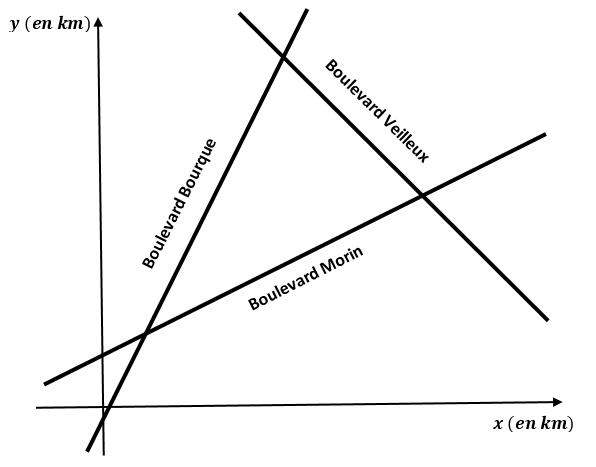 y (en km)
Boulevard Bourque
Boulevard Veilleux
Boulevard Morin
x (en km)